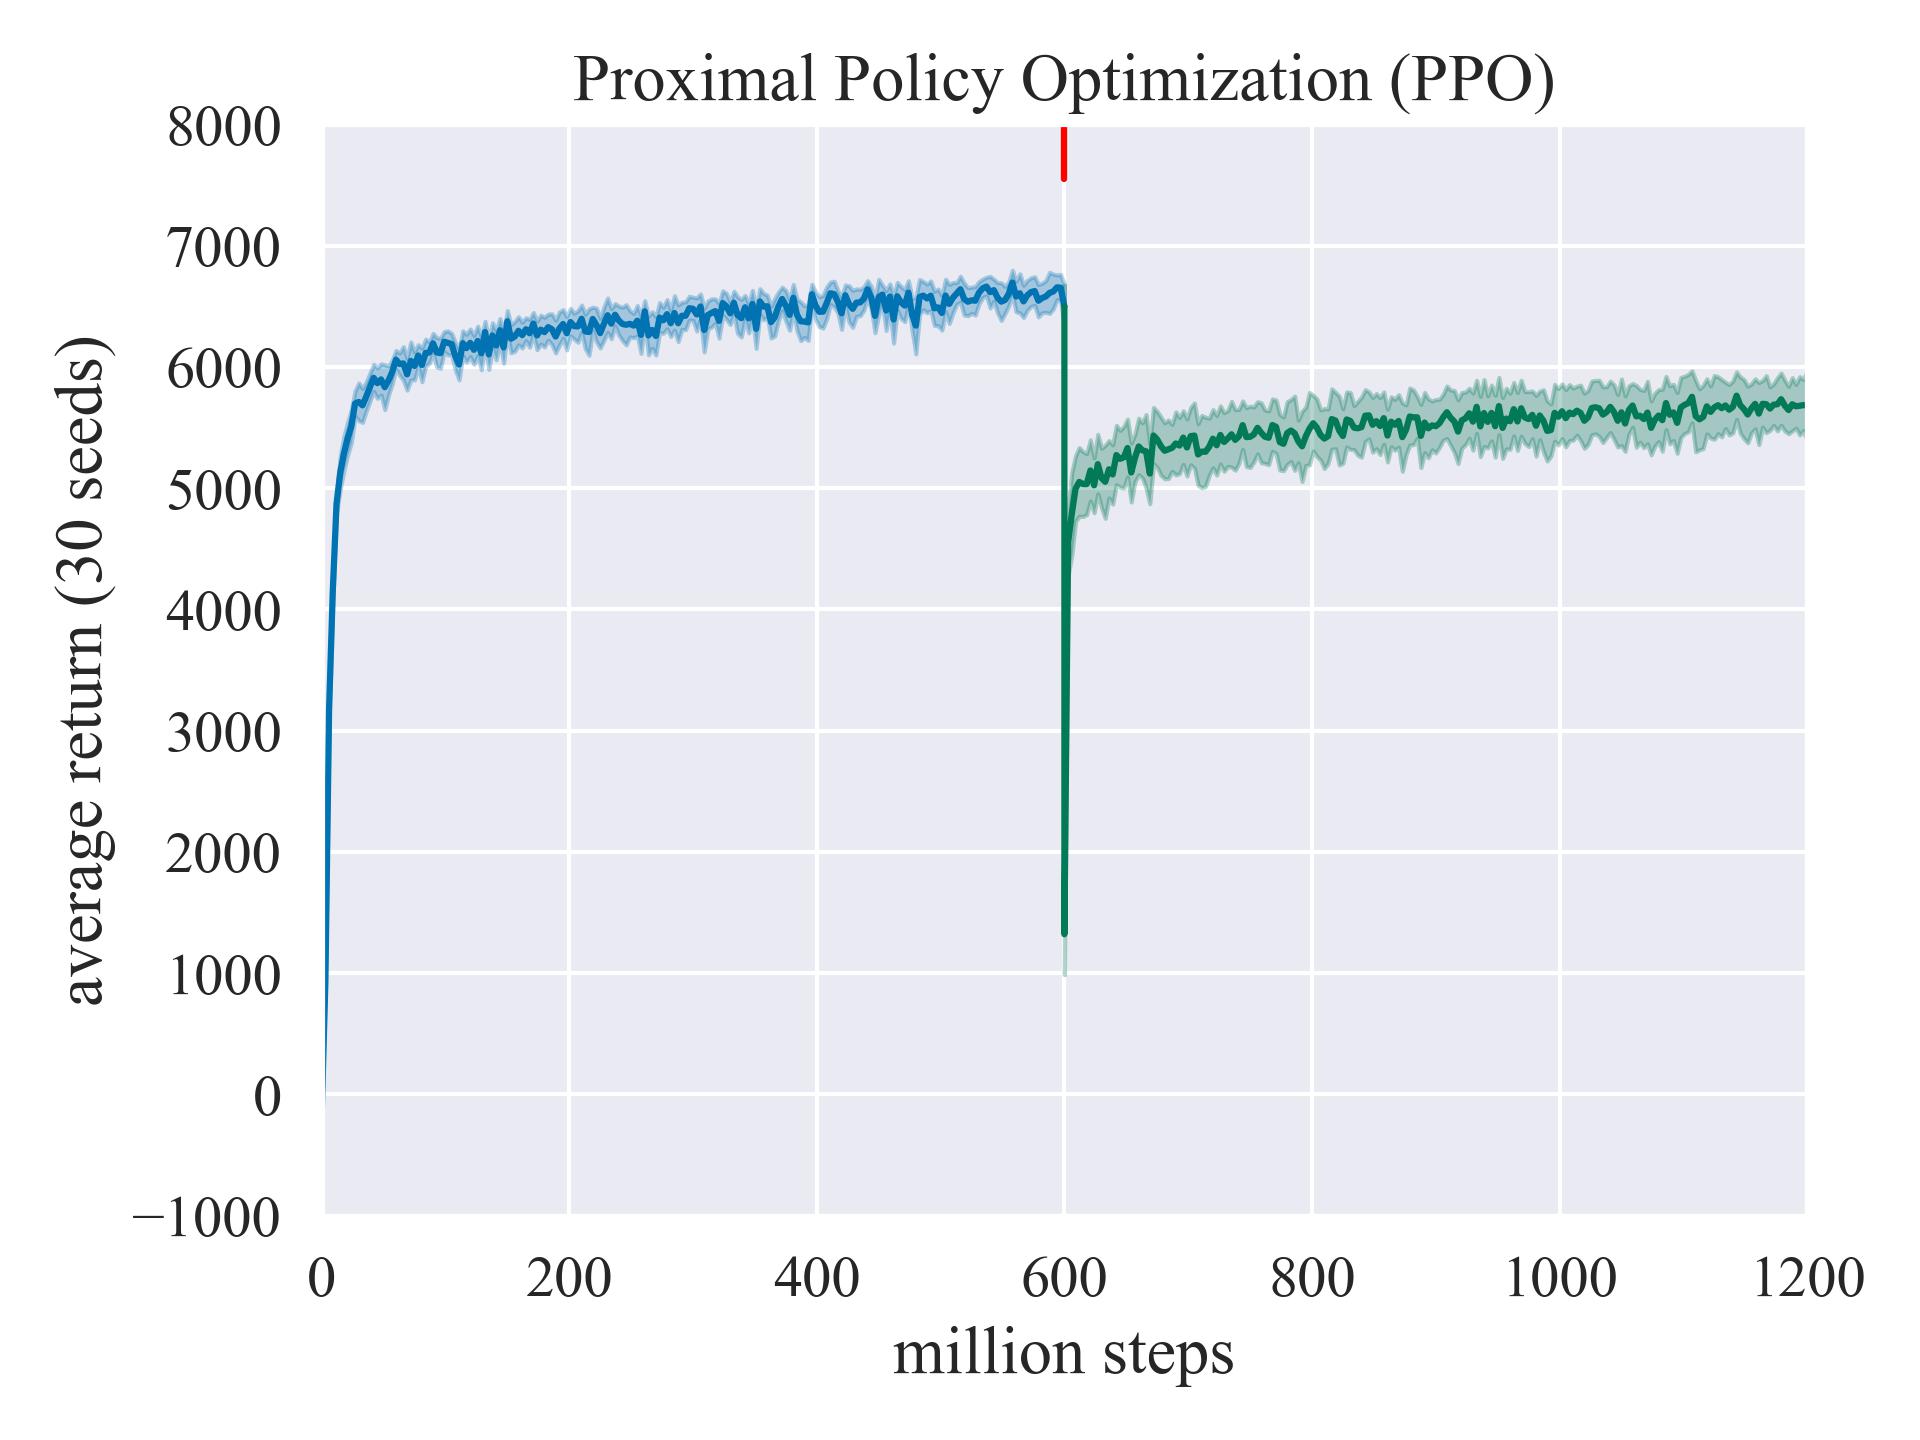 Proximal Policy Optimization (PPO)
8000
7000
6000
5000
4000
3000
2000
1000
0
−1000
average return (30 seeds)
0 200 400 600 800 1000 1200
million steps